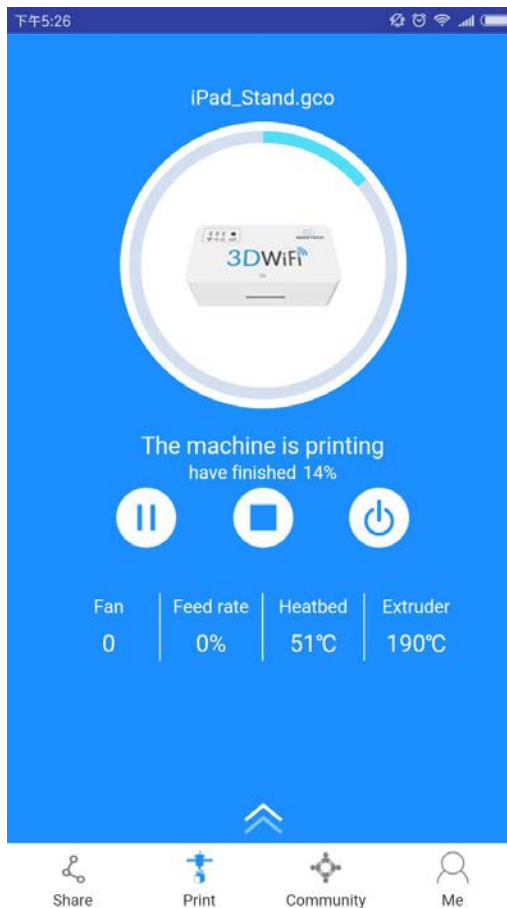 下午5:26
iPad_Stand.gco
3DWiFi
The machine is printing
have finished 14%
Fan
Feed rate
Heatbed
Extruder
0
0%
51℃
190℃
Share
Print
Community
Me